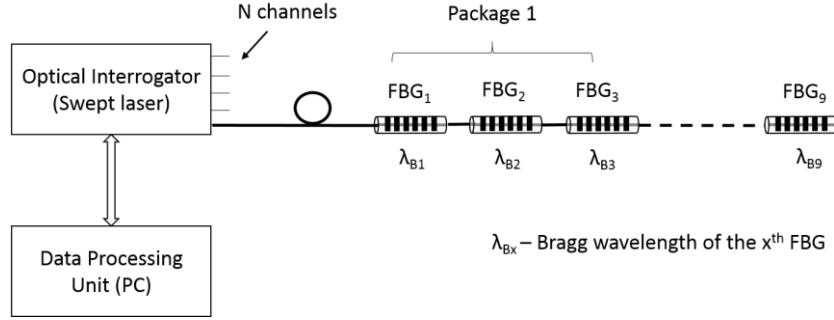 N channels
Package 1
Optical Interrogator
(Swept laser)
FBG₁
FBG₂
FBG₃
FBG₉
λB1
λB2
λB3
λB9
Data Processing
Unit (PC)
λBx – Bragg wavelength of the xth FBG